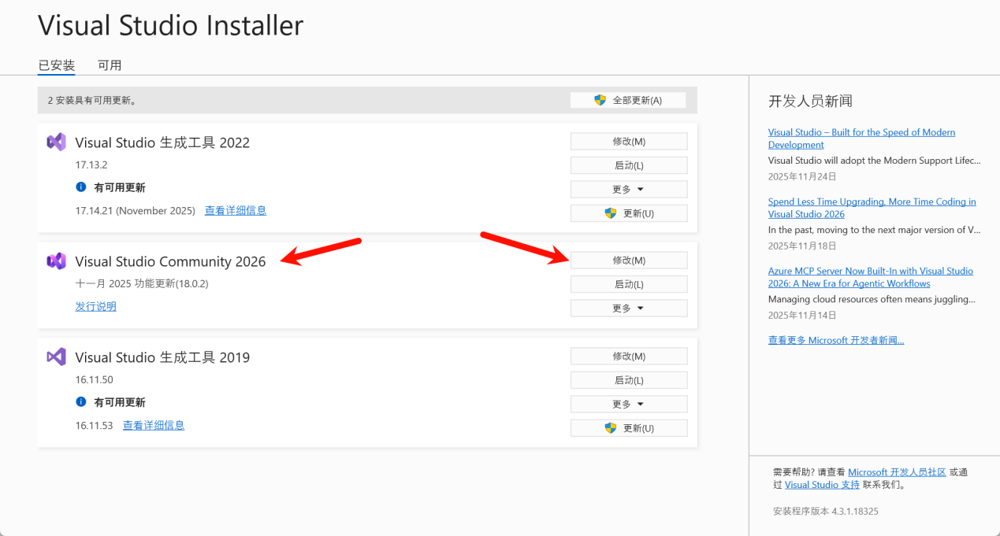 Visual Studio Installer
已安装 可用
2 安装具有可用更新。
全部更新(A)
Visual Studio 生成工具 2022
17.13.2
有可用更新
17.14.21 (November 2025) 查看详细信息
修改(M)
启动(L)
更多
更新(U)
Visual Studio Community 2026
十一月 2025 功能更新(18.0.2)
发行说明
修改(M)
启动(L)
更多
Visual Studio 生成工具 2019
16.11.50
有可用更新
16.11.53 查看详细信息
修改(M)
启动(L)
更多
更新(U)
开发人员新闻
Visual Studio – Built for the Speed of Modern
Development
Visual Studio will adopt the Modern Support Lifec...
2025年11月24日
Spend Less Time Upgrading, More Time Coding in
Visual Studio 2026
In the past, moving to the next major version of V...
2025年11月18日
Azure MCP Server Now Built-In with Visual Studio
2026: A New Era for Agentic Workflows
Managing cloud resources often means juggling...
2025年11月14日
查看更多 Microsoft 开发者新闻...
需要帮助? 请查看 Microsoft 开发人员社区 或通
过 Visual Studio 支持 联系我们。
安装程序版本 4.3.1.18325